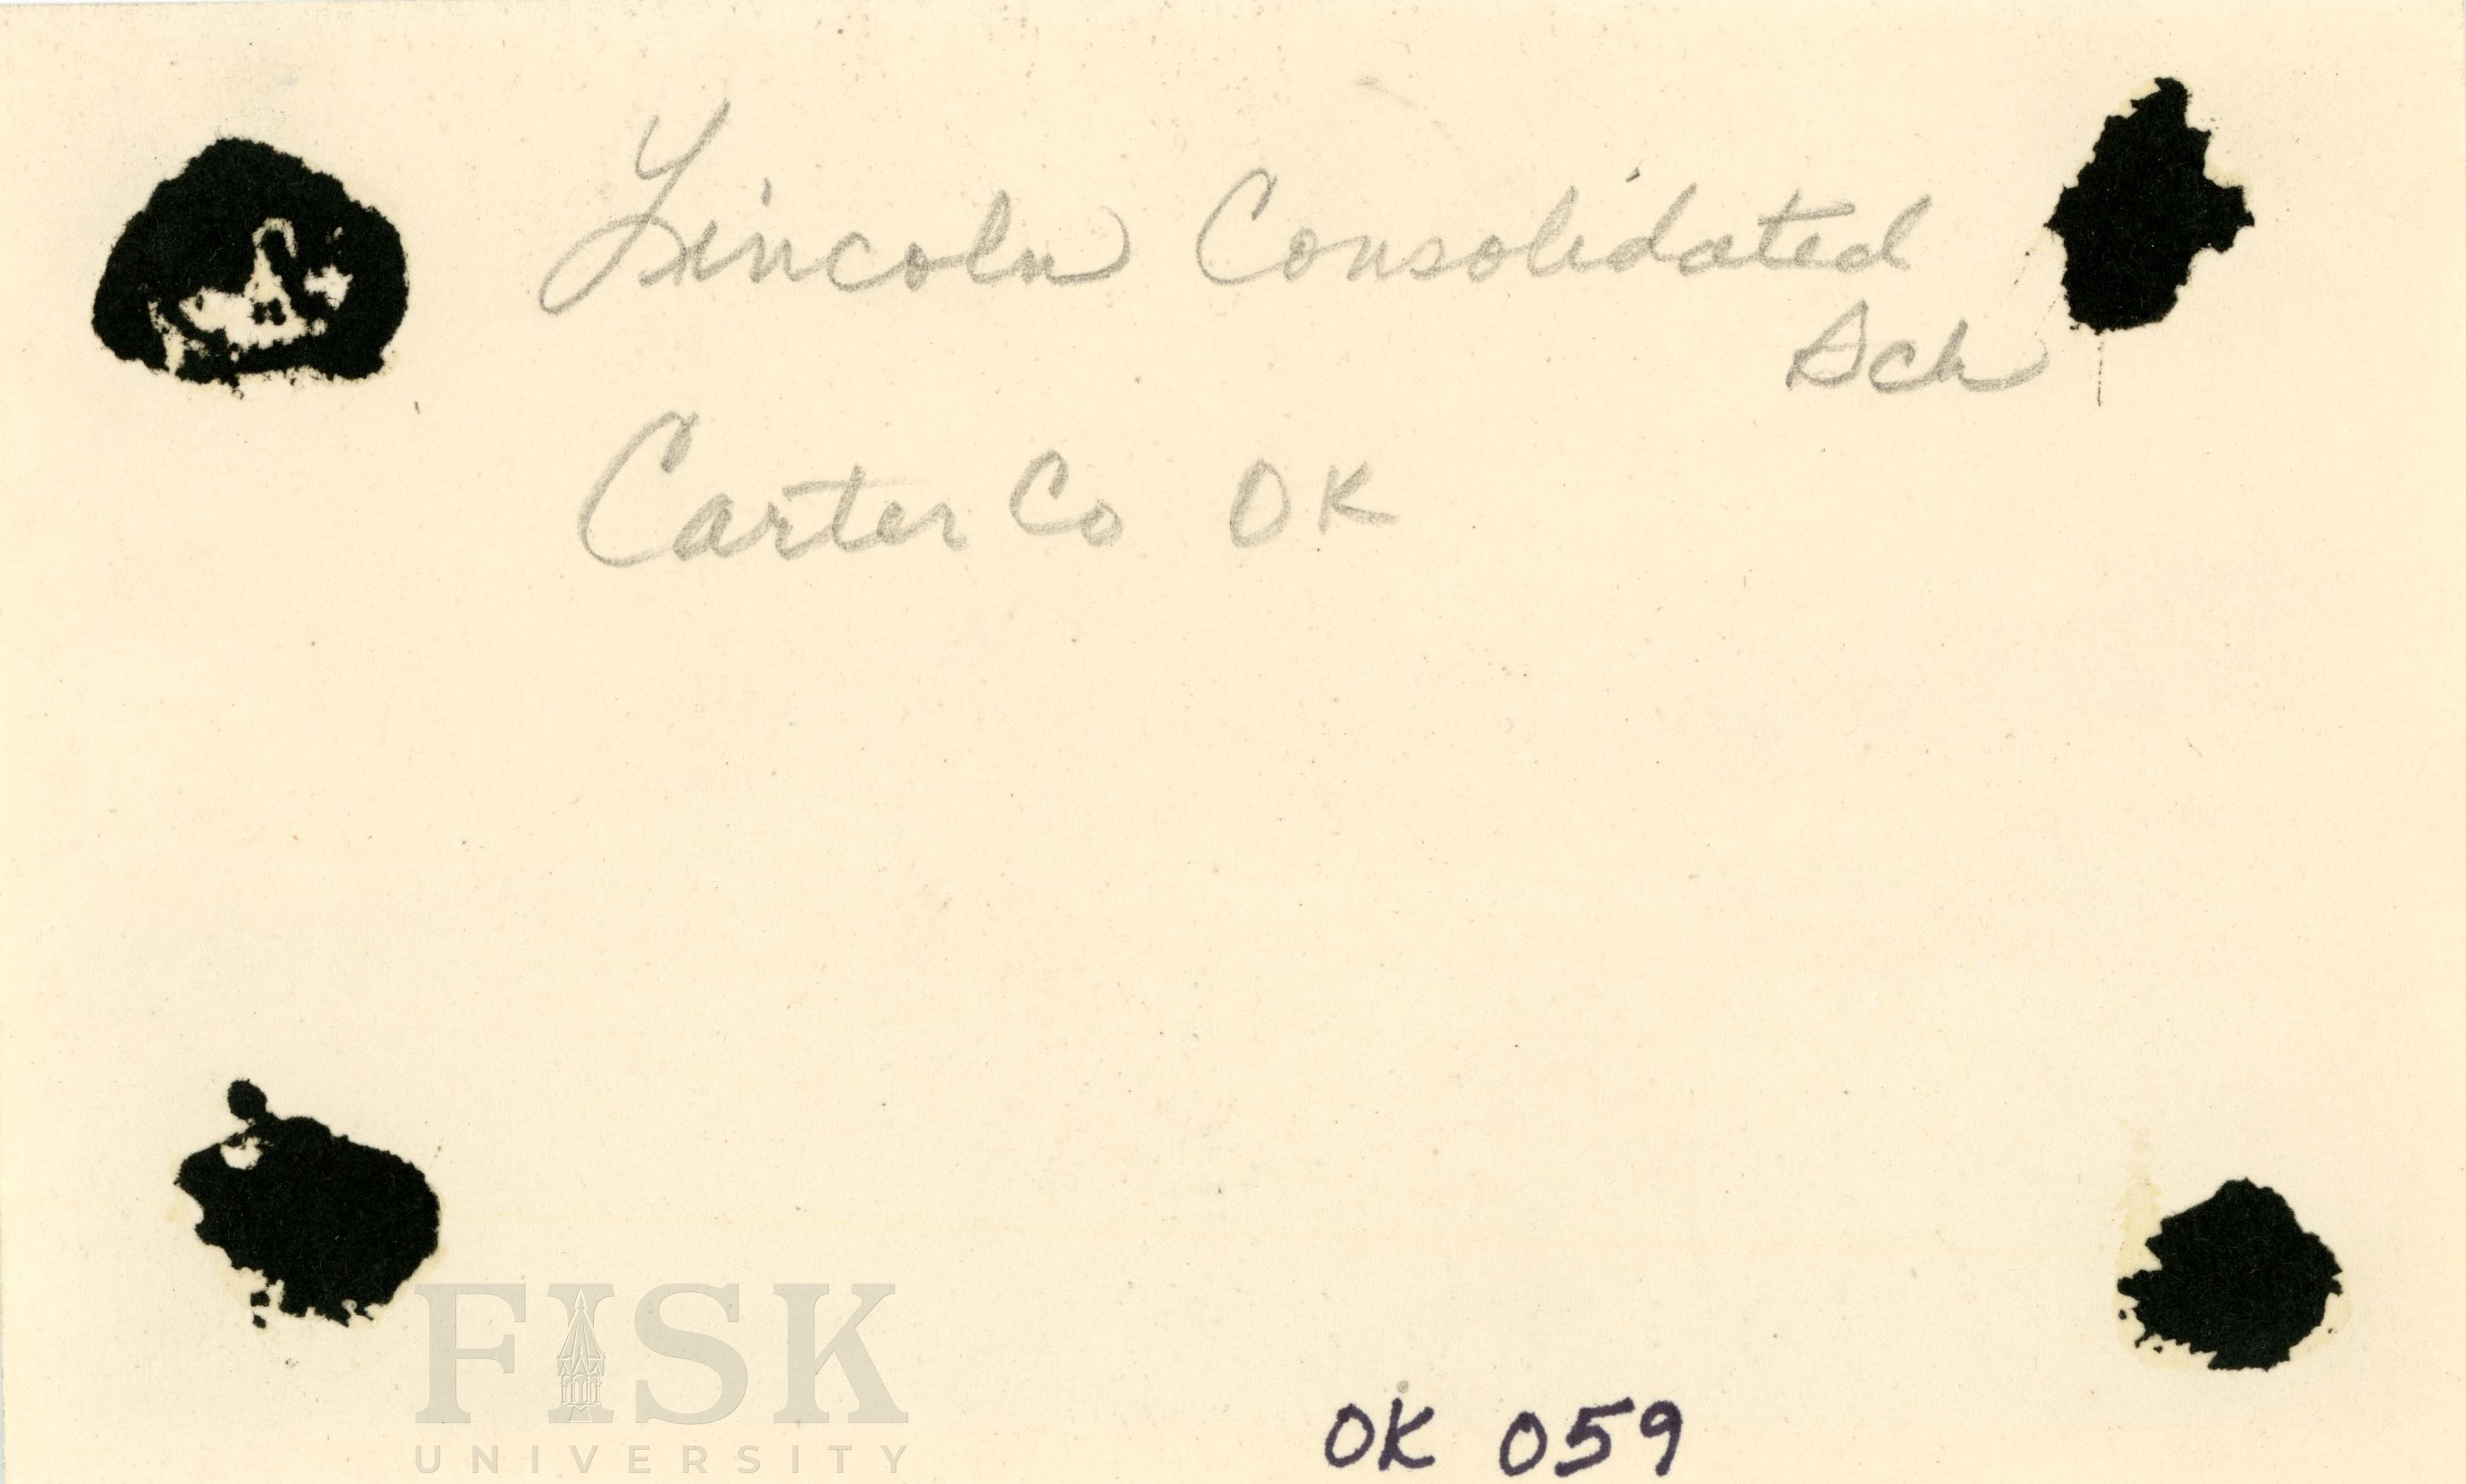 Lincoln Consolidated
Sch
Carter Co OK
FISK
UNIVERSITY
OK 059